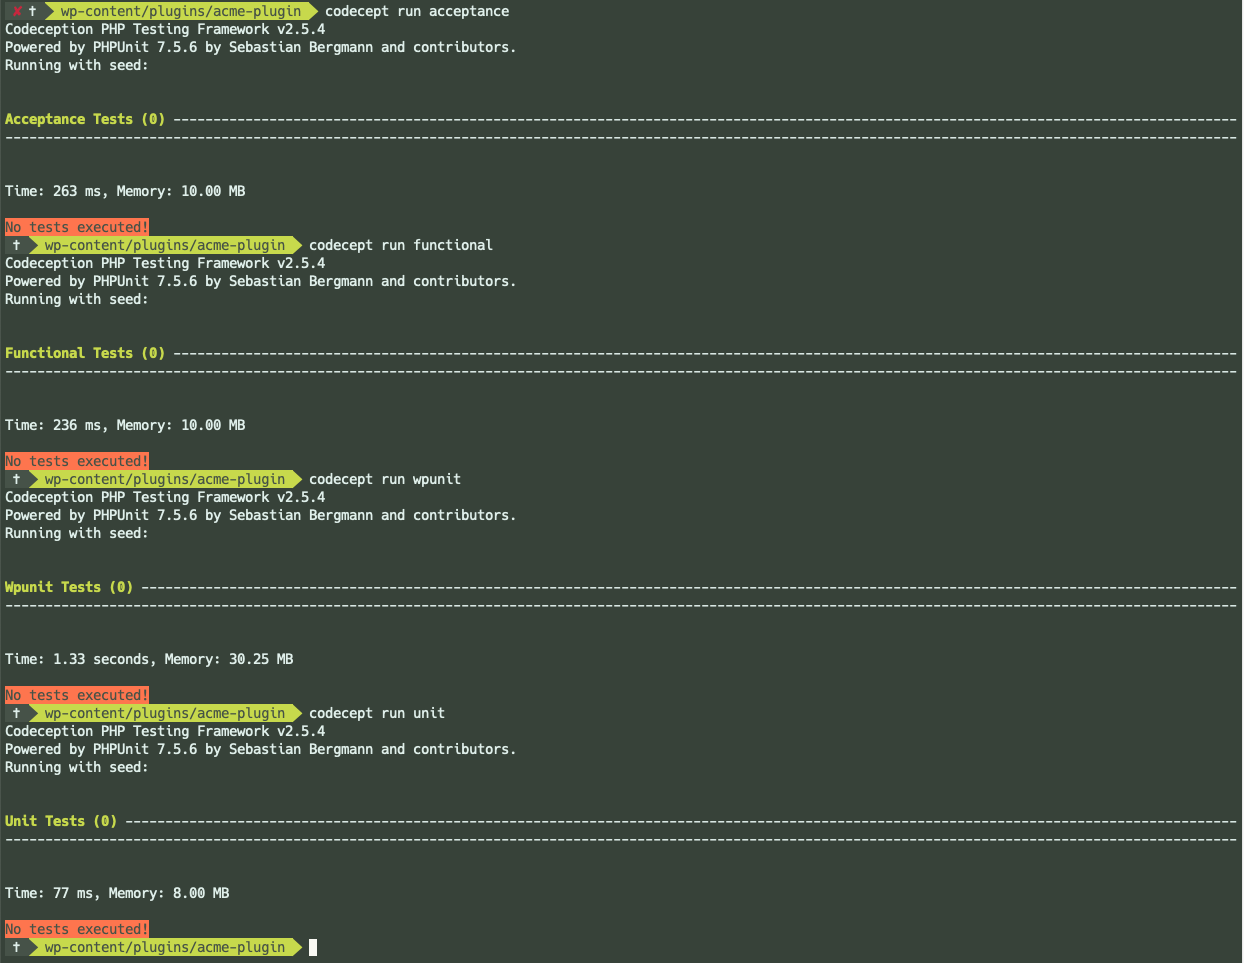 ✘ ✝ wp-content/plugins/acme-plugin codecept run acceptance
Codeception PHP Testing Framework v2.5.4
Powered by PHPUnit 7.5.6 by Sebastian Bergmann and contributors.
Running with seed:
Acceptance Tests (0) -------------------------------------------------------------------------------------------------------------------------------------
----------------------------------------------------------------------------------------------------------------------------------------------------------
Time: 263 ms, Memory: 10.00 MB
No tests executed!
✝ wp-content/plugins/acme-plugin codecept run functional
Codeception PHP Testing Framework v2.5.4
Powered by PHPUnit 7.5.6 by Sebastian Bergmann and contributors.
Running with seed:
Functional Tests (0) -------------------------------------------------------------------------------------------------------------------------------------
----------------------------------------------------------------------------------------------------------------------------------------------------------
Time: 236 ms, Memory: 10.00 MB
No tests executed!
✝ wp-content/plugins/acme-plugin codecept run wpunit
Codeception PHP Testing Framework v2.5.4
Powered by PHPUnit 7.5.6 by Sebastian Bergmann and contributors.
Running with seed:
Wpunit Tests (0) -----------------------------------------------------------------------------------------------------------------------------------------
----------------------------------------------------------------------------------------------------------------------------------------------------------
Time: 1.33 seconds, Memory: 30.25 MB
No tests executed!
✝ wp-content/plugins/acme-plugin codecept run unit
Codeception PHP Testing Framework v2.5.4
Powered by PHPUnit 7.5.6 by Sebastian Bergmann and contributors.
Running with seed:
Unit Tests (0) -------------------------------------------------------------------------------------------------------------------------------------------
----------------------------------------------------------------------------------------------------------------------------------------------------------
Time: 77 ms, Memory: 8.00 MB
No tests executed!
✝ wp-content/plugins/acme-plugin